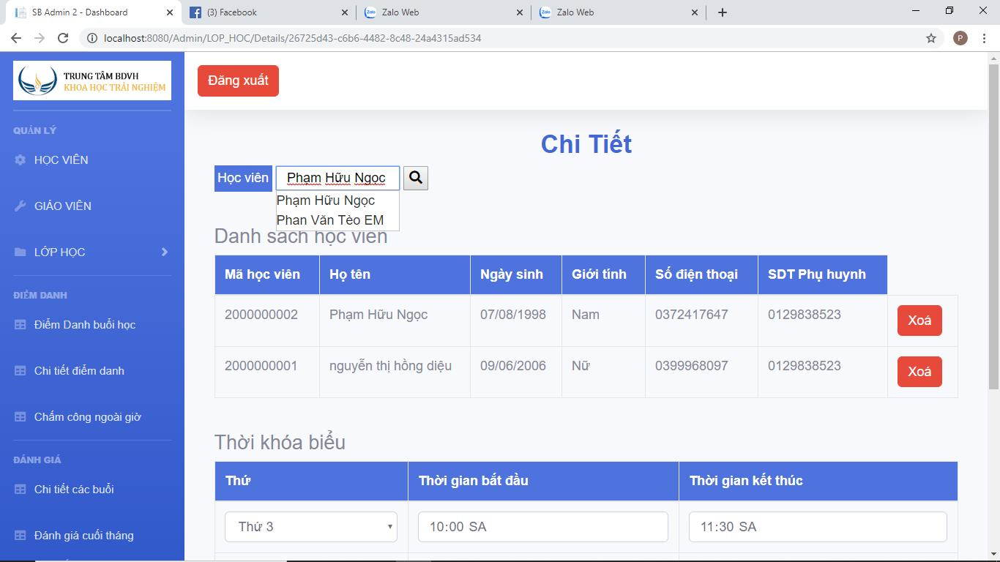 SB Admin 2 - Dashboard
(3) Facebook
Zalo Web
Zalo Web
localhost:8080/Admin/LOP_HOC/Details/26725d43-c6b6-4482-8c48-24a4315ad534
P
TRUNG TÂM BDVH
KHOA HỌC TRẢI NGHIỆM
QUẢN LÝ
HỌC VIÊN
GIÁO VIÊN
LỚP HỌC
ĐIỂM DANH
Điểm Danh buổi học
Chi tiết điểm danh
Chấm công ngoài giờ
ĐÁNH GIÁ
Chi tiết các buổi
Đánh giá cuối tháng
Đăng xuất
Chi Tiết
Học viên Phạm Hữu Ngọc
Phạm Hữu Ngọc
Phan Văn Tèo EM
Danh sách học viên
Mã học viên Họ tên Ngày sinh Giới tính Số điện thoại SDT Phụ huynh
2000000002 Phạm Hữu Ngọc 07/08/1998 Nam 0372417647 0129838523 Xoá
2000000001 nguyễn thị hồng diệu 09/06/2006 Nữ 0399968097 0129838523 Xoá
Thời khóa biểu
Thứ Thời gian bắt đầu Thời gian kết thúc
Thứ 3 10:00 SA 11:30 SA